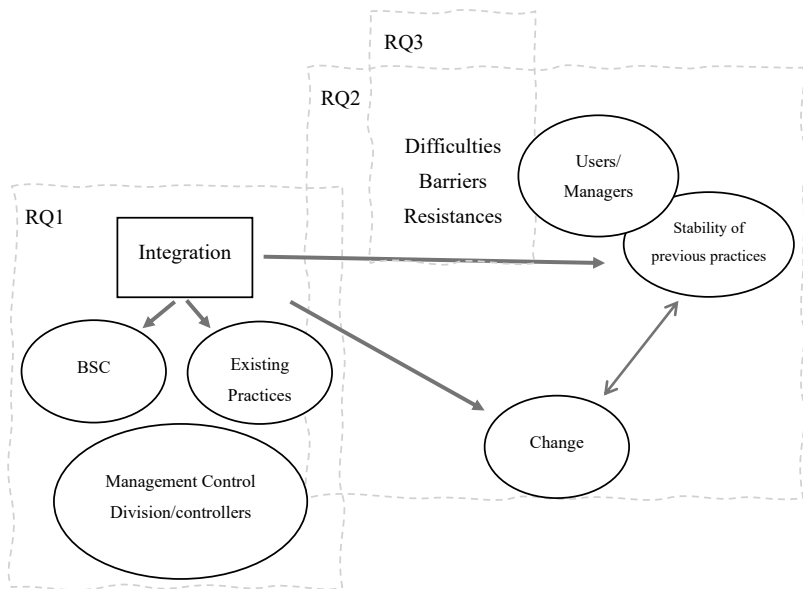 RQ3
RQ2
Difficulties
Barriers
Resistances
Users/
Managers
RQ1
Stability of
previous practices
Integration
BSC
Existing
Practices
Change
Management Control
Division/controllers